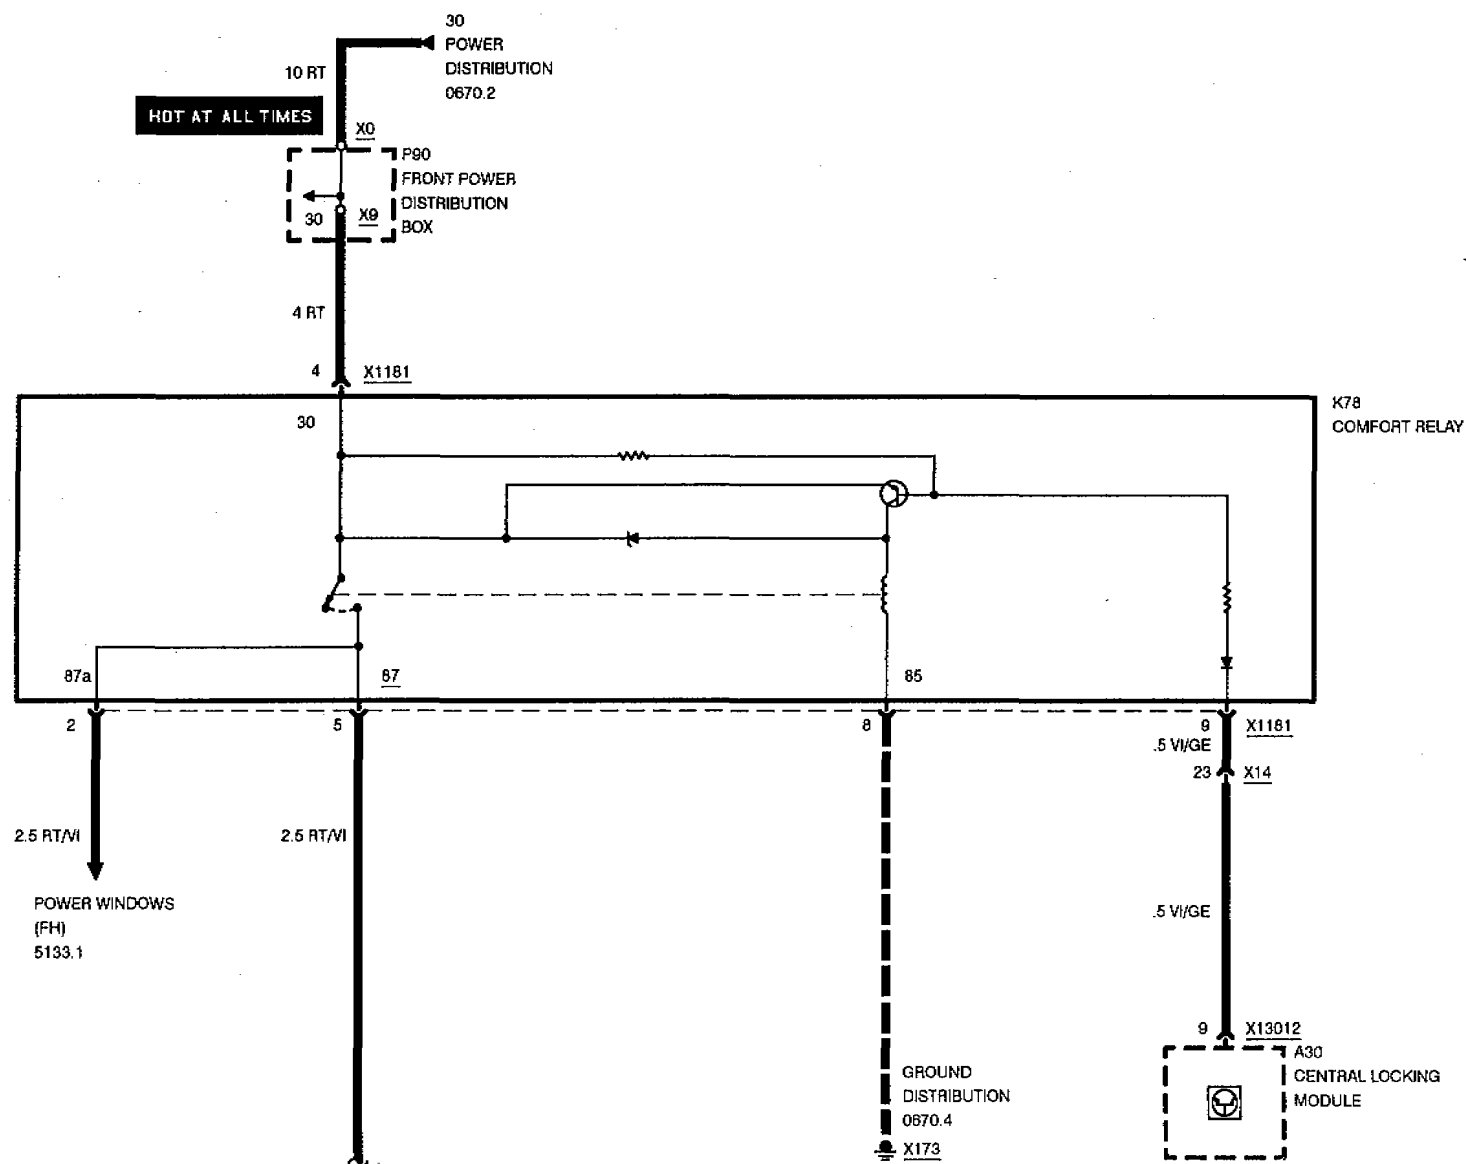 30
POWER
DISTRIBUTION
0670.2
10 RT
HOT AT ALL TIMES
X0
P90
FRONT POWER
DISTRIBUTION
BOX
30
X9
4 RT
4
X1181
K78
COMFORT RELAY
30
87a
87
85
2
5
8
9
X1181
.5 VI/GE
23
X14
2.5 RT/VI
2.5 RT/VI
POWER WINDOWS
(FH)
5133.1
.5 VI/GE
9
X13012
A30
CENTRAL LOCKING
MODULE
GROUND
DISTRIBUTION
0670.4
X173